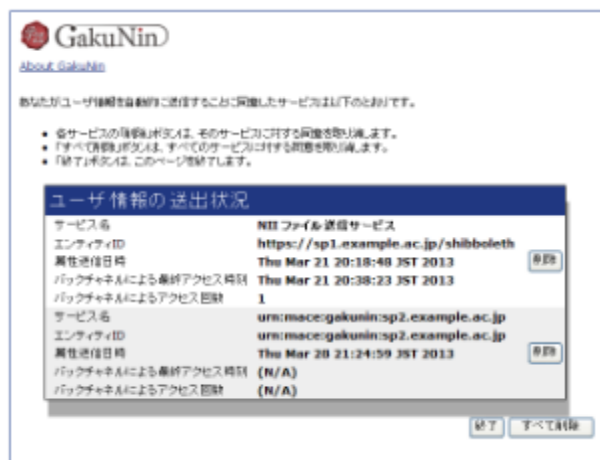 GakuNin
About GakuNin
あなたがユーザ情報を自動的に送信することに同意したサービスは以下のとおりです。
• 各サービスの「削除」ボタンは、そのサービスに対する同意を取り消します。
• 「すべて削除」ボタンは、すべてのサービスに対する同意を取り消します。
• 「終了」ボタンは、このページを終了します。
ユーザ情報の送出状況
サービス名 NII ファイル送信サービス
エンティティID https://sp1.example.ac.jp/shibboleth
属性送信日時 Thu Mar 21 20:18:48 JST 2013 削除
バックチャネルによる最終アクセス時刻 Thu Mar 21 20:38:23 JST 2013
バックチャネルによるアクセス回数 1
サービス名 urn:mace:gakunin:sp2.example.ac.jp
エンティティID urn:mace:gakunin:sp2.example.ac.jp
属性送信日時 Thu Mar 28 21:24:59 JST 2013 削除
バックチャネルによる最終アクセス時刻 (N/A)
バックチャネルによるアクセス回数 (N/A)
終了 すべて削除